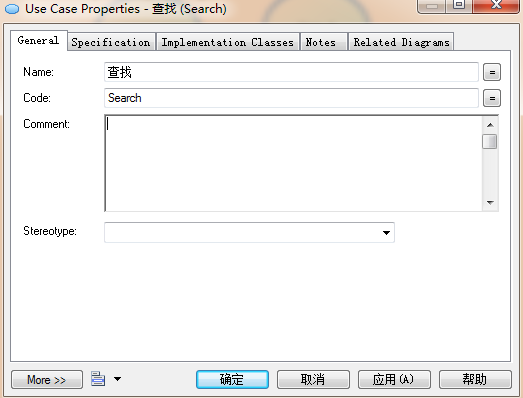 Use Case Properties - 查找 (Search)
General Specification Implementation Classes Notes Related Diagrams
Name: 查找 =
Code: Search =
Comment:
Stereotype:
More >> 确定 取消 应用(A) 帮助